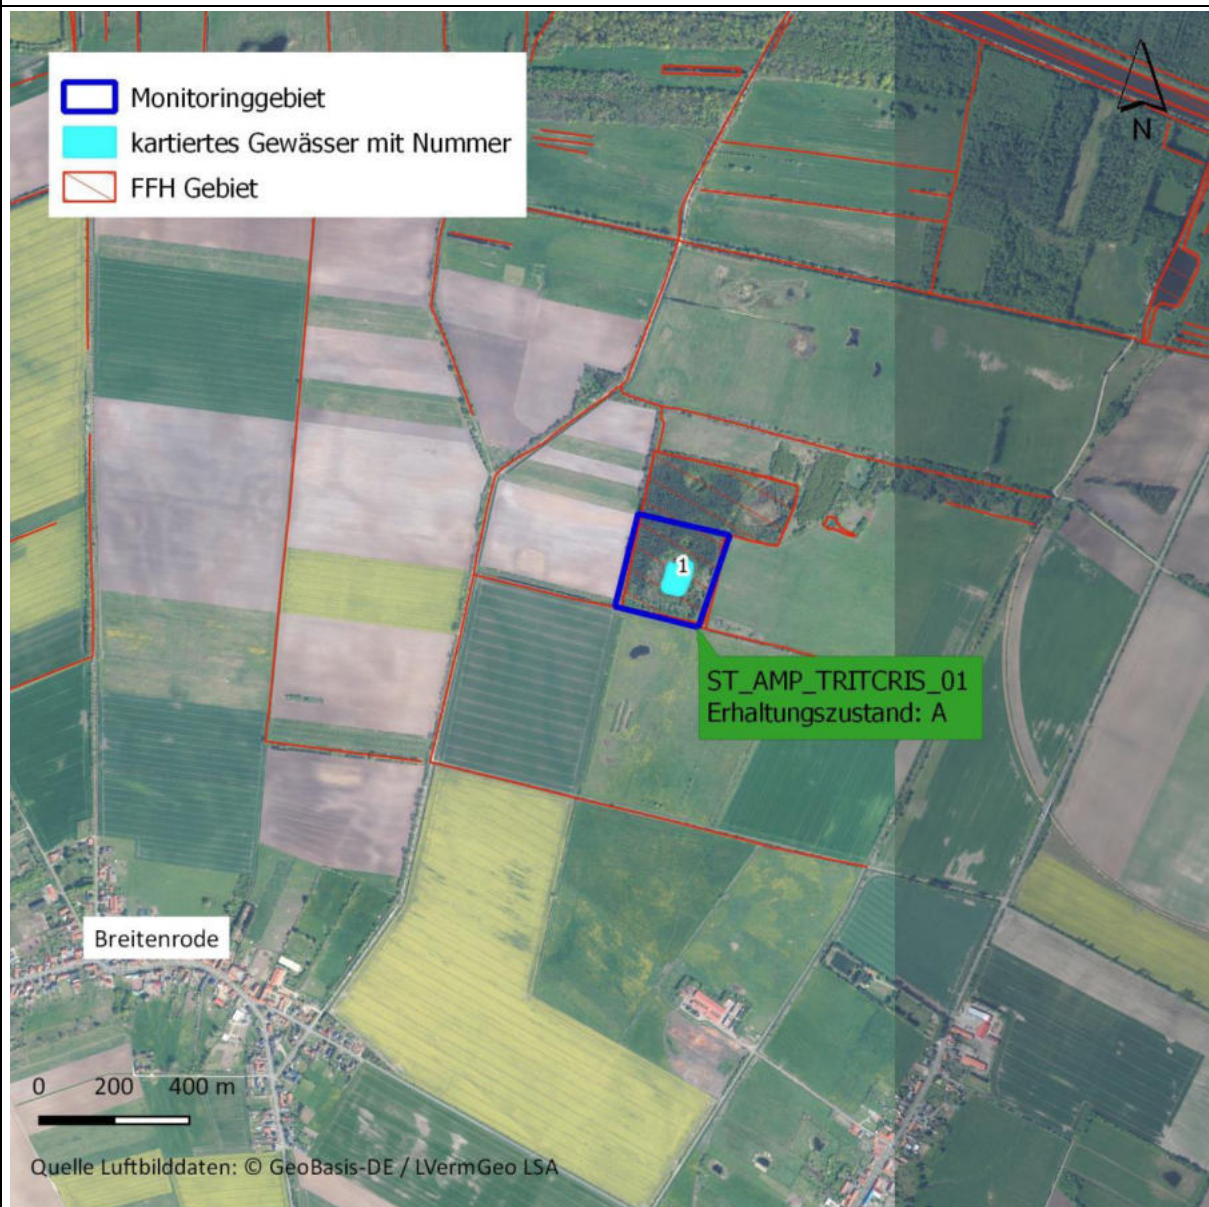 Monitoringgebiet
kartiertes Gewässer mit Nummer
FFH Gebiet
N
1
ST_AMP_TRITCRIS_01
Erhaltungszustand: A
Breitenrode
0 200 400 m
Quelle Luftbilddaten: © GeoBasis-DE / LVermGeo LSA